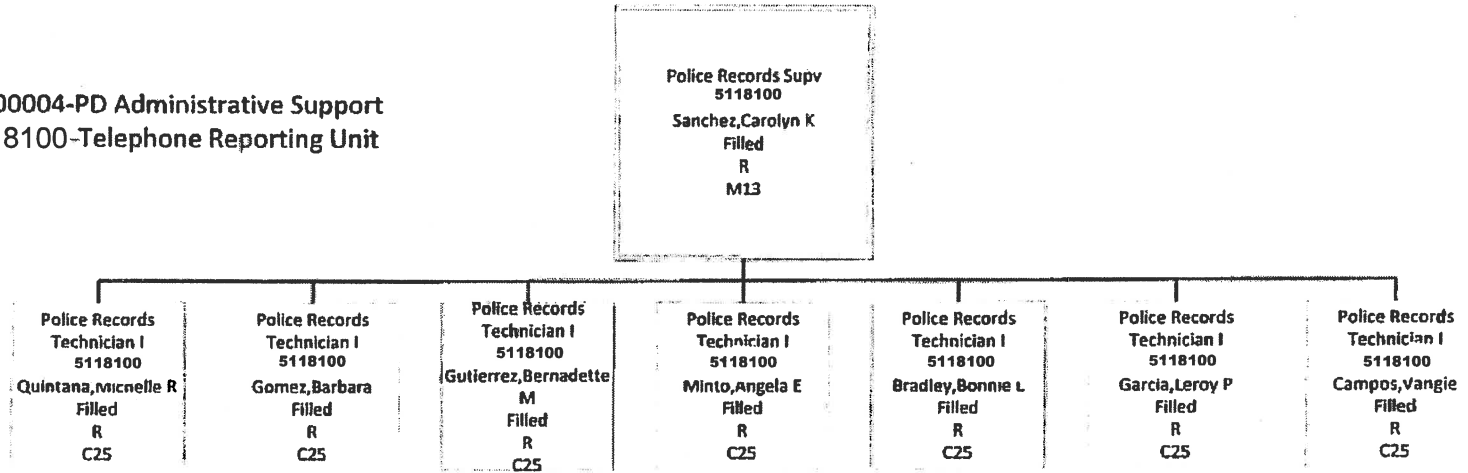 00004-PD Administrative Support
8100-Telephone Reporting Unit
Police Records Supv
5118100
Sanchez,Carolyn K
Filled
R
M13
Police Records
Technician I
5118100
Quintana,Michelle R
Filled
R
C25
Police Records
Technician I
5118100
Gomez,Barbara
Filled
R
C25
Police Records
Technician I
5118100
Gutierrez,Bernadette
M
Filled
R
C25
Police Records
Technician I
5118100
Minto,Angela E
Filled
R
C25
Police Records
Technician I
5118100
Bradley,Bonnie L
Filled
R
C25
Police Records
Technician I
5118100
Garcia,Leroy P
Filled
R
C25
Police Records
Technician I
5118100
Campos,Vangie
Filled
R
C25